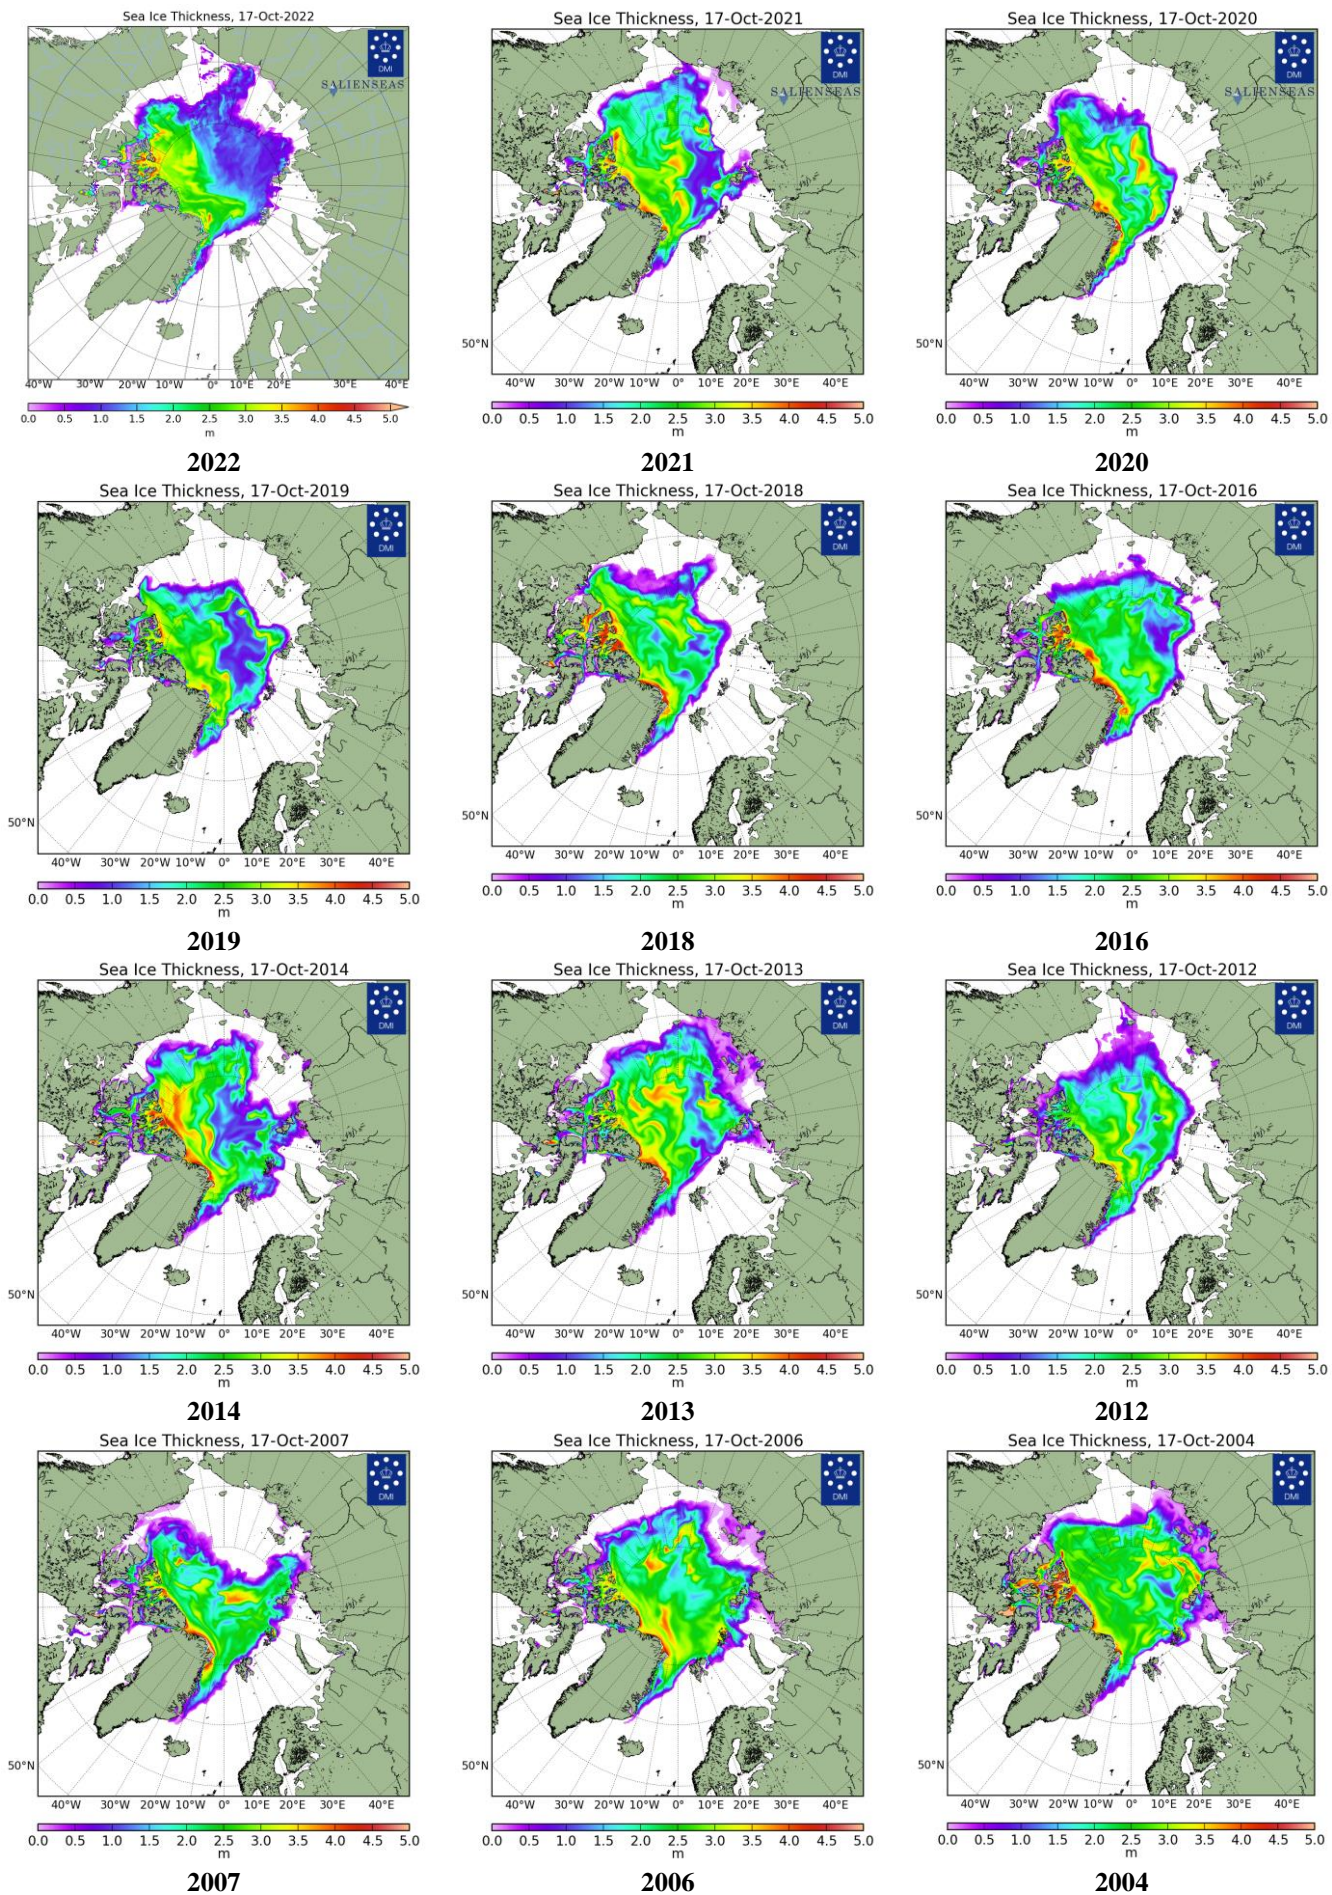 Sea Ice Thickness, 17-Oct-2022
DMI
SALIENSEAS
40°W 30°W 20°W 10°W 0°E 10°E 20°E 30°E 40°E
0.0 0.5 1.0 1.5 2.0 2.5 3.0 3.5 4.0 4.5 5.0
m
2022
Sea Ice Thickness, 17-Oct-2021
DMI
SALIENSEAS
50°N
40°W 30°W 20°W 10°W 0° 10°E 20°E 30°E 40°E
0.0 0.5 1.0 1.5 2.0 2.5 3.0 3.5 4.0 4.5 5.0
m
2021
Sea Ice Thickness, 17-Oct-2020
DMI
SALIENSEAS
50°N
40°W 30°W 20°W 10°W 0° 10°E 20°E 30°E 40°E
0.0 0.5 1.0 1.5 2.0 2.5 3.0 3.5 4.0 4.5 5.0
m
2020
Sea Ice Thickness, 17-Oct-2019
DMI
50°N
40°W 30°W 20°W 10°W 0° 10°E 20°E 30°E 40°E
0.0 0.5 1.0 1.5 2.0 2.5 3.0 3.5 4.0 4.5 5.0
m
2019
Sea Ice Thickness, 17-Oct-2018
DMI
50°N
40°W 30°W 20°W 10°W 0° 10°E 20°E 30°E 40°E
0.0 0.5 1.0 1.5 2.0 2.5 3.0 3.5 4.0 4.5 5.0
m
2018
Sea Ice Thickness, 17-Oct-2016
DMI
50°N
40°W 30°W 20°W 10°W 0° 10°E 20°E 30°E 40°E
0.0 0.5 1.0 1.5 2.0 2.5 3.0 3.5 4.0 4.5 5.0
m
2016
Sea Ice Thickness, 17-Oct-2014
DMI
50°N
40°W 30°W 20°W 10°W 0° 10°E 20°E 30°E 40°E
0.0 0.5 1.0 1.5 2.0 2.5 3.0 3.5 4.0 4.5 5.0
m
2014
Sea Ice Thickness, 17-Oct-2013
DMI
50°N
40°W 30°W 20°W 10°W 0° 10°E 20°E 30°E 40°E
0.0 0.5 1.0 1.5 2.0 2.5 3.0 3.5 4.0 4.5 5.0
m
2013
Sea Ice Thickness, 17-Oct-2012
DMI
50°N
40°W 30°W 20°W 10°W 0° 10°E 20°E 30°E 40°E
0.0 0.5 1.0 1.5 2.0 2.5 3.0 3.5 4.0 4.5 5.0
m
2012
Sea Ice Thickness, 17-Oct-2007
DMI
50°N
40°W 30°W 20°W 10°W 0° 10°E 20°E 30°E 40°E
0.0 0.5 1.0 1.5 2.0 2.5 3.0 3.5 4.0 4.5 5.0
m
2007
Sea Ice Thickness, 17-Oct-2006
DMI
50°N
40°W 30°W 20°W 10°W 0° 10°E 20°E 30°E 40°E
0.0 0.5 1.0 1.5 2.0 2.5 3.0 3.5 4.0 4.5 5.0
m
2006
Sea Ice Thickness, 17-Oct-2004
DMI
50°N
40°W 30°W 20°W 10°W 0° 10°E 20°E 30°E 40°E
0.0 0.5 1.0 1.5 2.0 2.5 3.0 3.5 4.0 4.5 5.0
m
2004